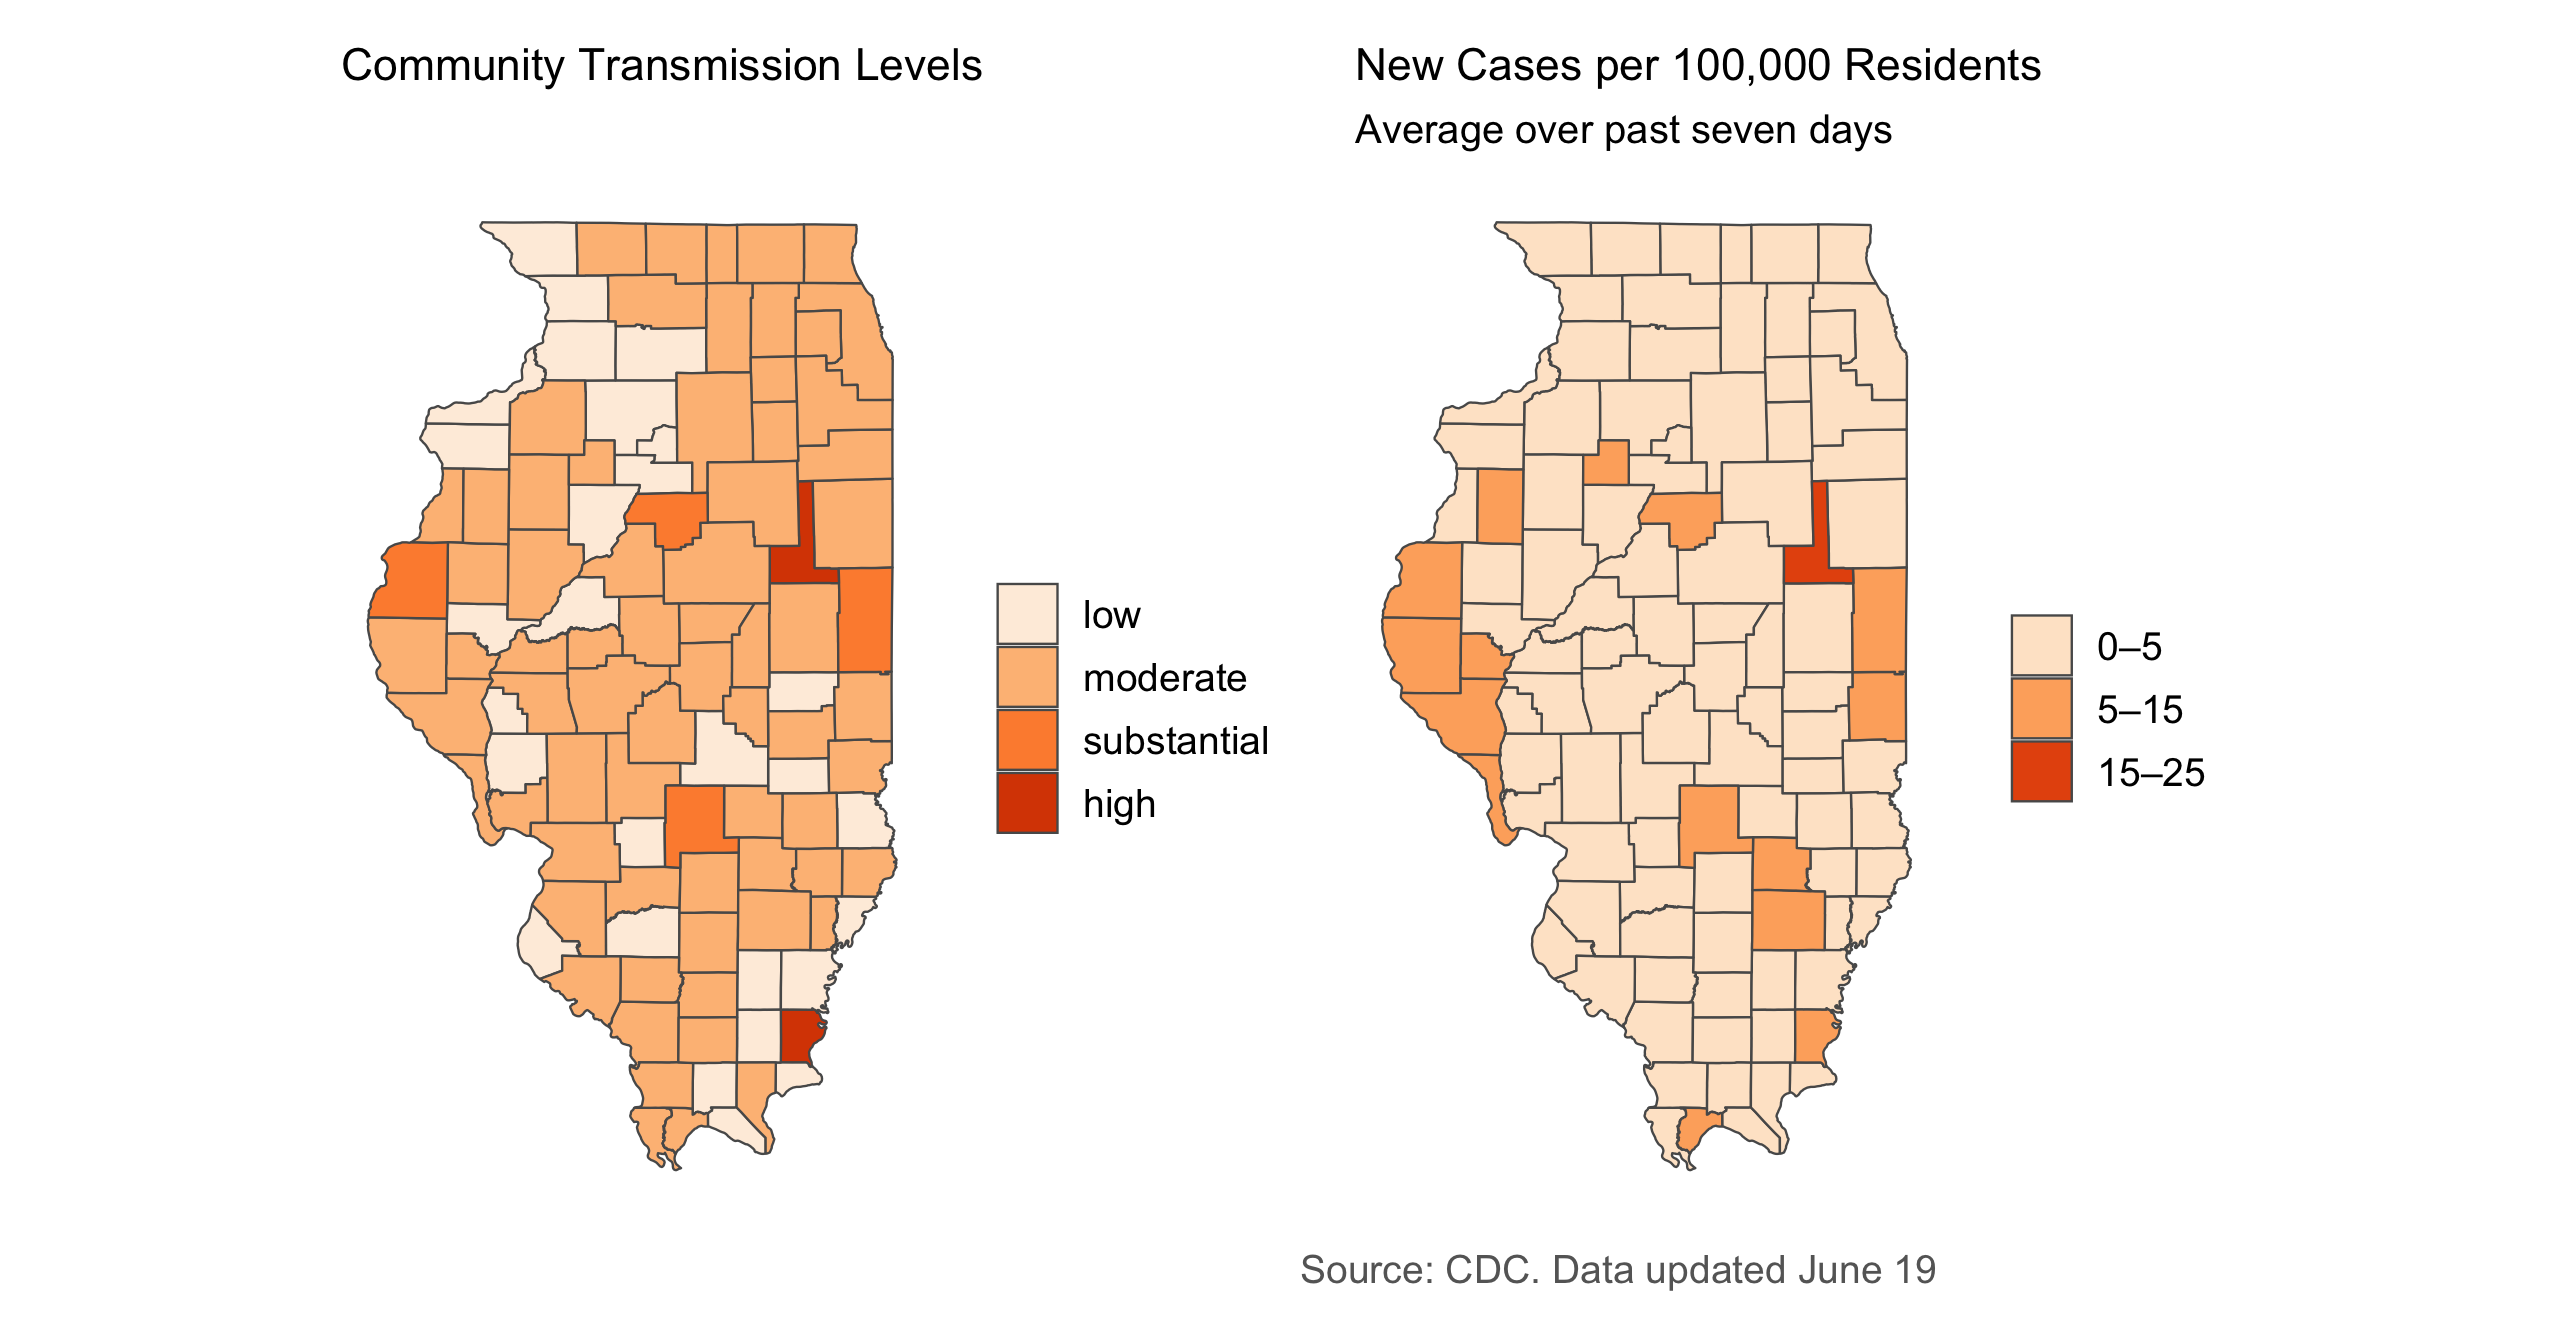 Community Transmission Levels
low
moderate
substantial
high
New Cases per 100,000 Residents
Average over past seven days
0–5
5–15
15–25
Source: CDC. Data updated June 19